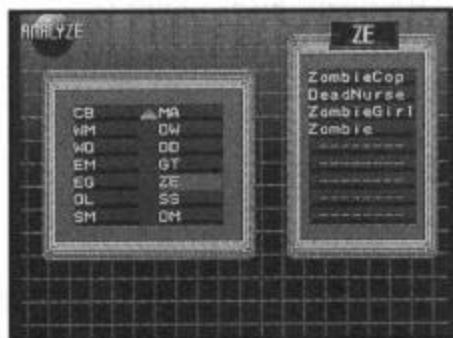 ANALYZE
CB MA
WM DW
WD DD
EM GT
EG ZE
OL SS
SM DM
ZE
ZombieCop
DeadNurse
ZombieGirl
Zombie
----------
----------
----------
----------